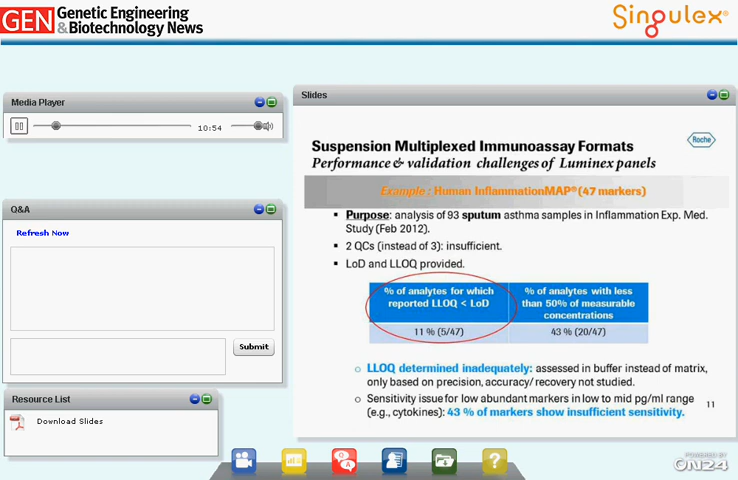 GEN Genetic Engineering
& Biotechnology News
Singulex®
Media Player
10:54
Q&A
Refresh Now
Submit
Resource List
Download Slides
Slides
Suspension Multiplexed Immunoassay Formats
Roche
Performance & validation challenges of Luminex panels
Example : Human InflammationMAP® (47 markers)
▪ Purpose: analysis of 93 sputum asthma samples in Inflammation Exp. Med.
Study (Feb 2012).
▪ 2 QCs (instead of 3): insufficient.
▪ LoD and LLOQ provided.
% of analytes for which
reported LLOQ < LoD
% of analytes with less
than 50% of measurable
concentrations
11 % (5/47)
43 % (20/47)
○ LLOQ determined inadequately: assessed in buffer instead of matrix,
only based on precision, accuracy/ recovery not studied.
○ Sensitivity issue for low abundant markers in low to mid pg/ml range
(e.g., cytokines): 43 % of markers show insufficient sensitivity.
11
Q
A
?
POWERED BY
ON24